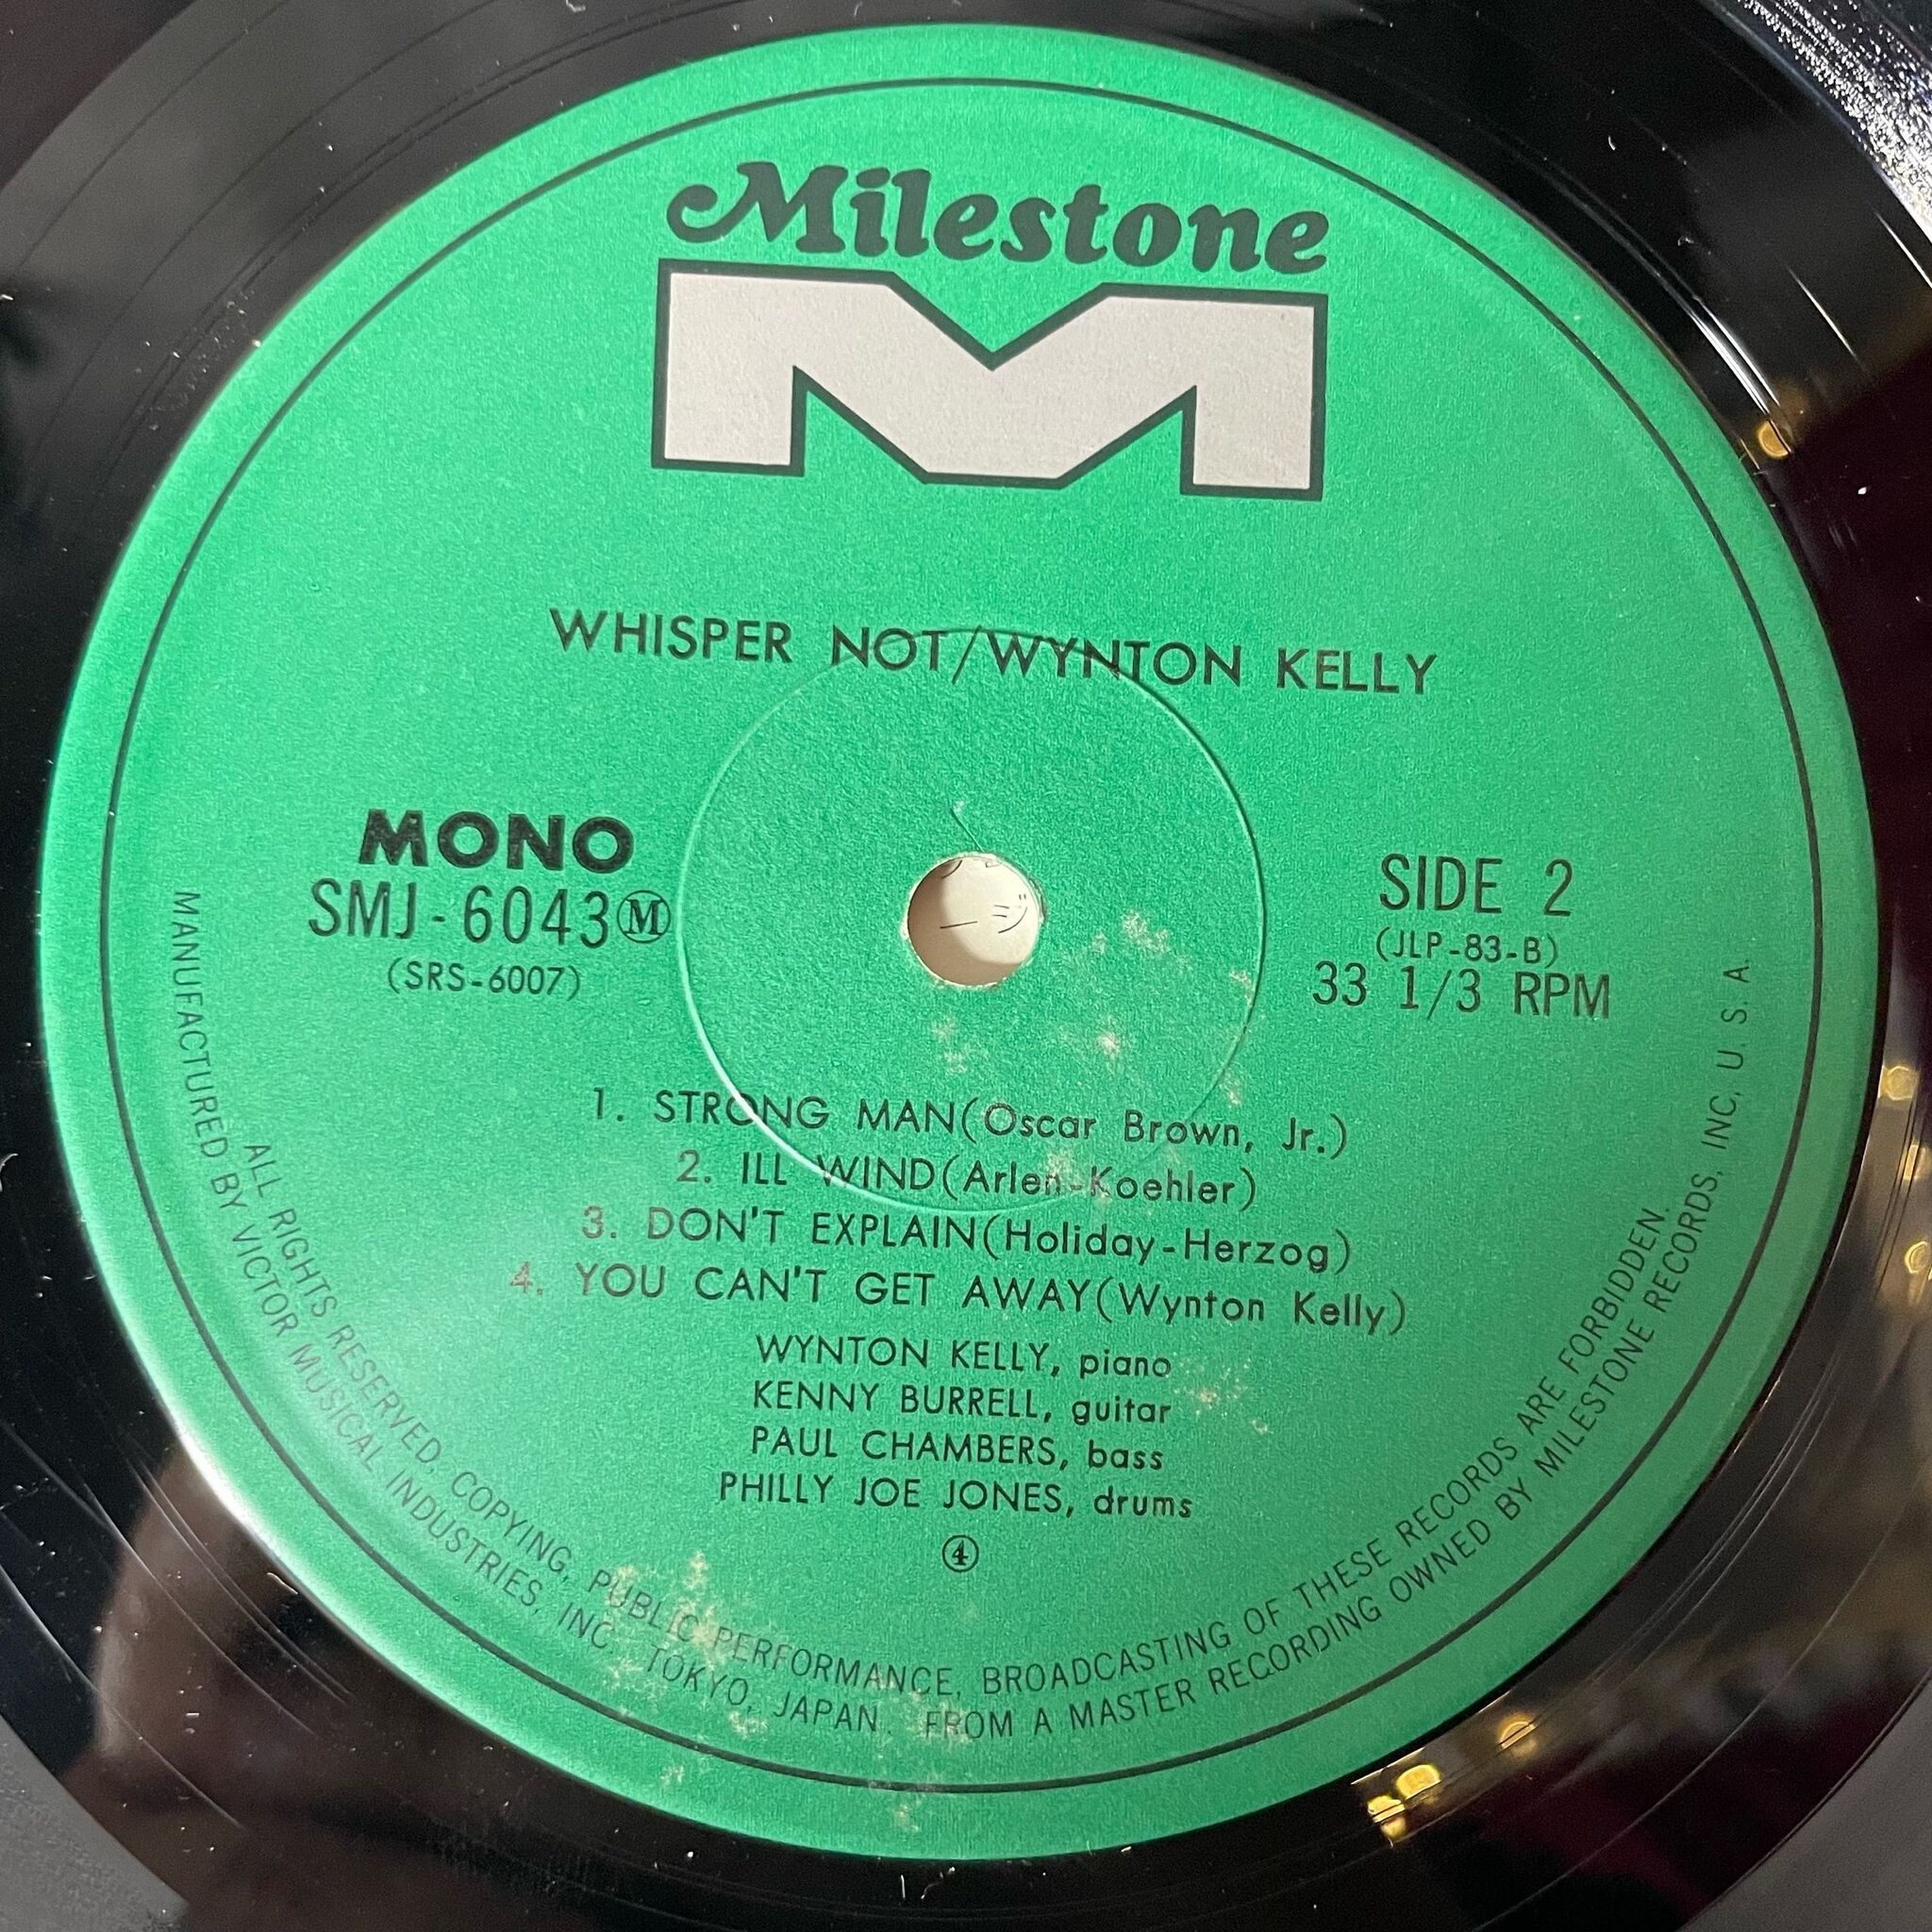 Milestone
M
WHISPER NOT/WYNTON KELLY
MONO
SMJ-6043Ⓜ
(SRS-6007)
SIDE 2
(JLP-83-B)
33 1/3 RPM
1. STRONG MAN(Oscar Brown, Jr.)
2. ILL WIND(Arlen-Koehler)
3. DON'T EXPLAIN(Holiday-Herzog)
4. YOU CAN'T GET AWAY(Wynton Kelly)
WYNTON KELLY, piano
KENNY BURRELL, guitar
PAUL CHAMBERS, bass
PHILLY JOE JONES, drums
④
ALL RIGHTS RESERVED. COPYING, PUBLIC PERFORMANCE, BROADCASTING OF THESE RECORDS ARE FORBIDDEN.
MANUFACTURED BY VICTOR MUSICAL INDUSTRIES, INC. TOKYO, JAPAN. FROM A MASTER RECORDING OWNED BY MILESTONE RECORDS, INC, U. S. A.